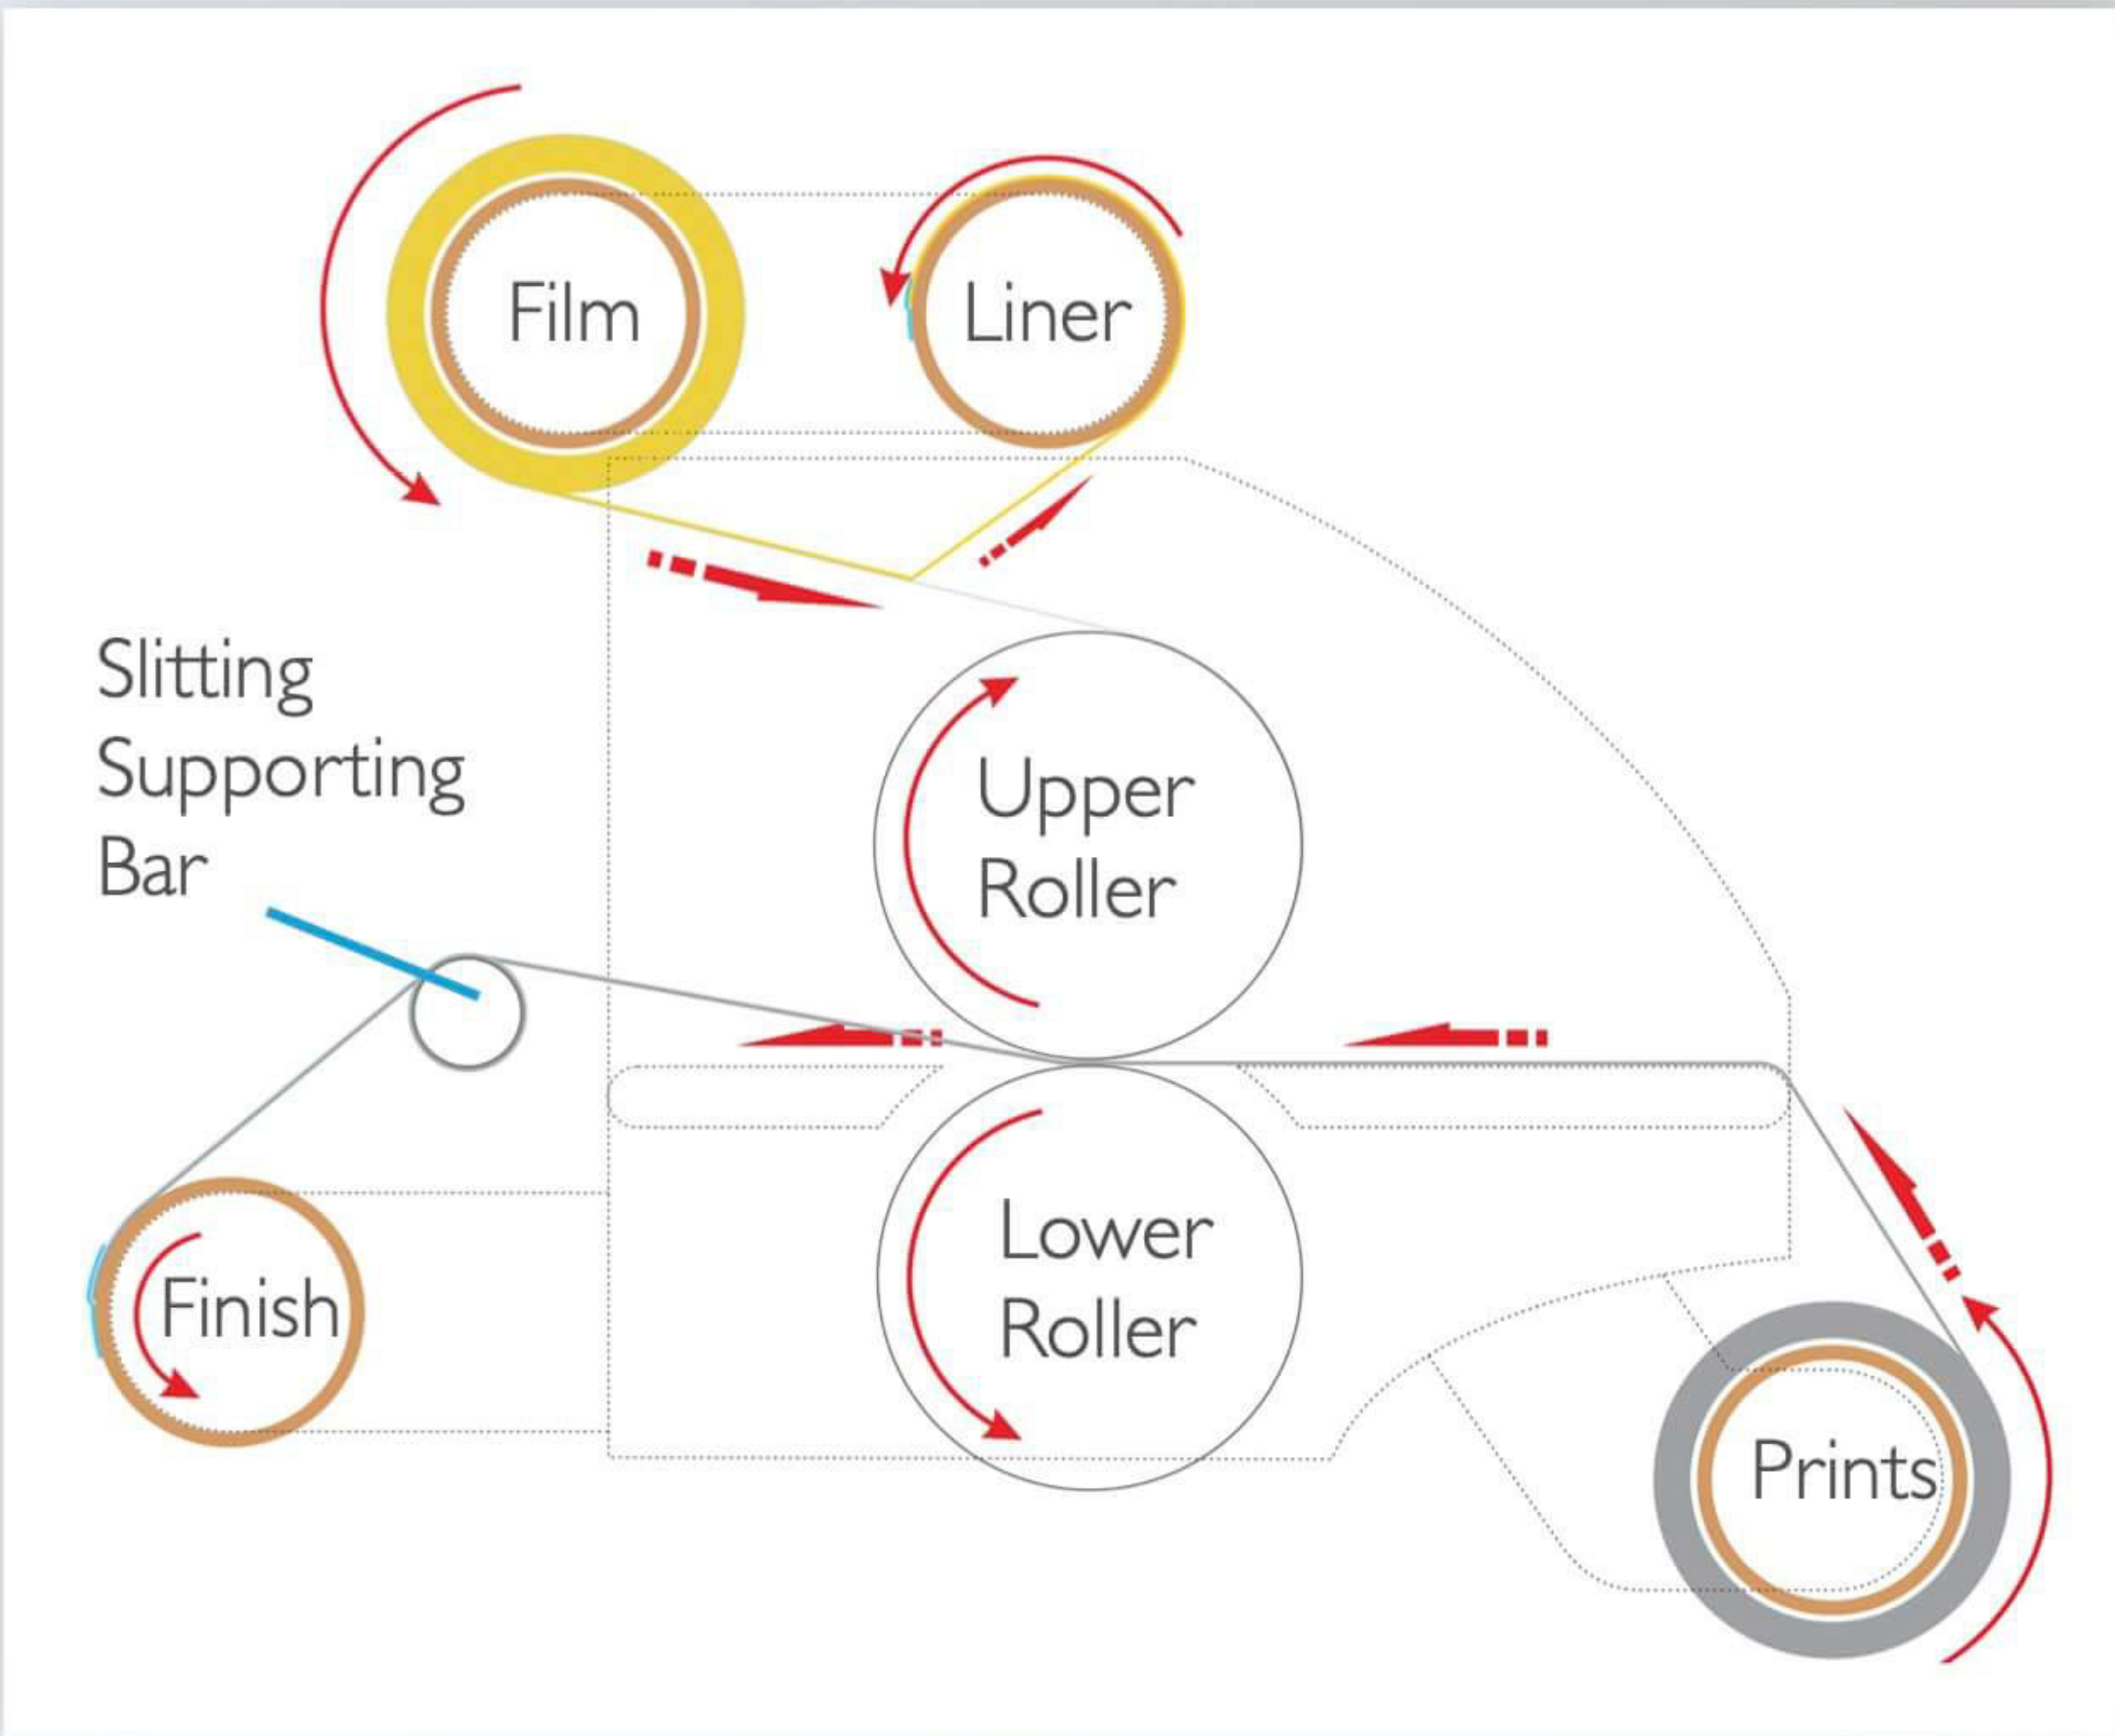 Film
Liner
Slitting
Supporting
Bar
Upper
Roller
Lower
Roller
Finish
Prints